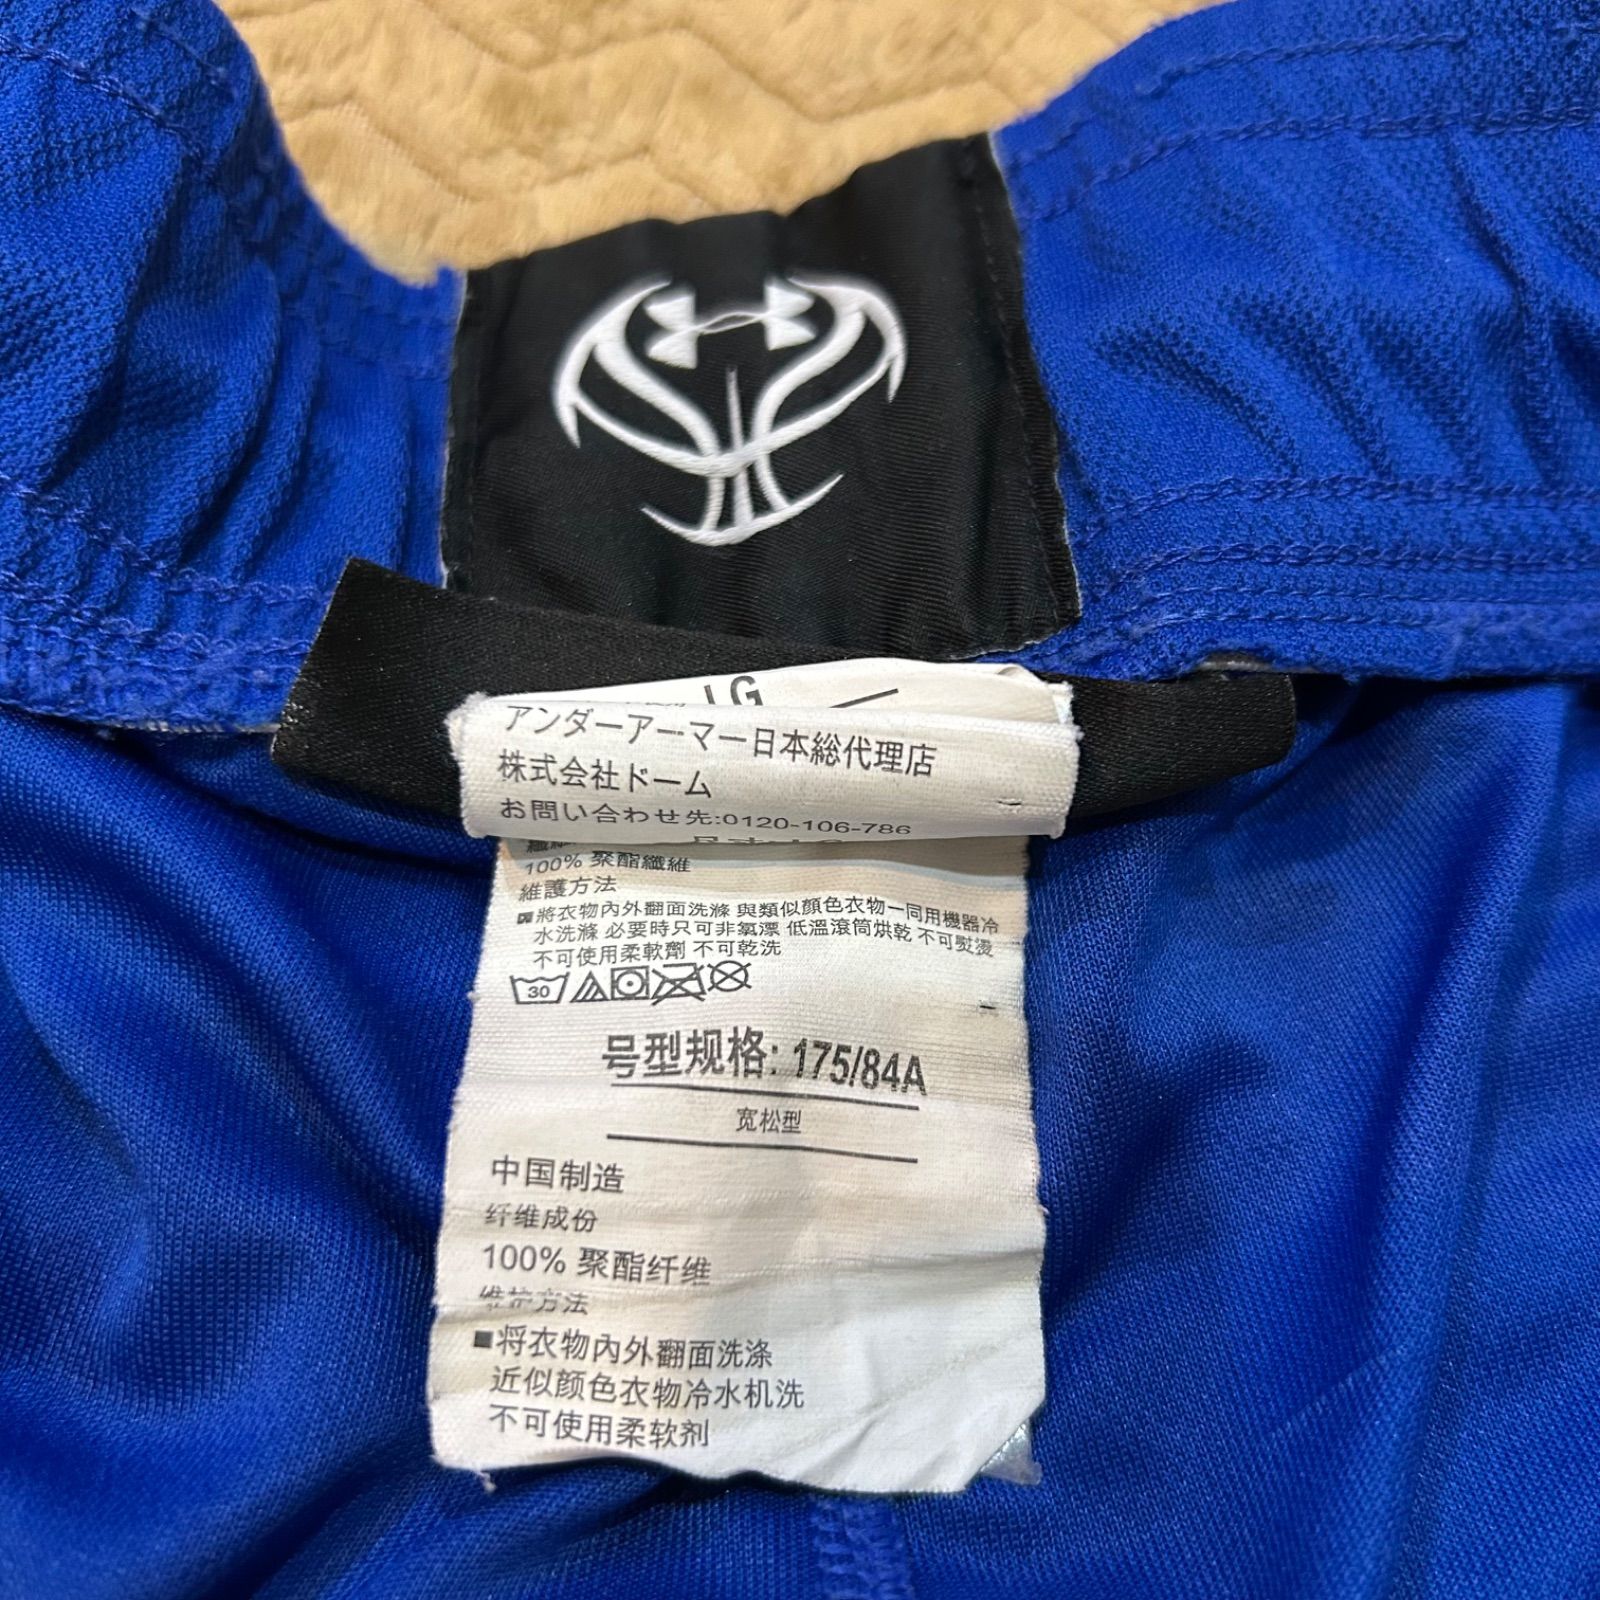 LG
アンダーアーマー日本総代理店
株式会社ドーム
お問い合わせ先:0120-106-786
100% 聚酯纖維
維護方法
■將衣物內外翻面洗滌 與類似顏色衣物一同用機器冷
水洗滌 必要時只可非氯漂 低溫滾筒烘乾 不可熨燙
不可使用柔軟劑 不可乾洗
30
号型规格: 175/84A
宽松型
中国制造
纤维成份
100% 聚酯纤维
维护方法
■将衣物內外翻面洗涤
近似颜色衣物冷水机洗
不可使用柔软剂